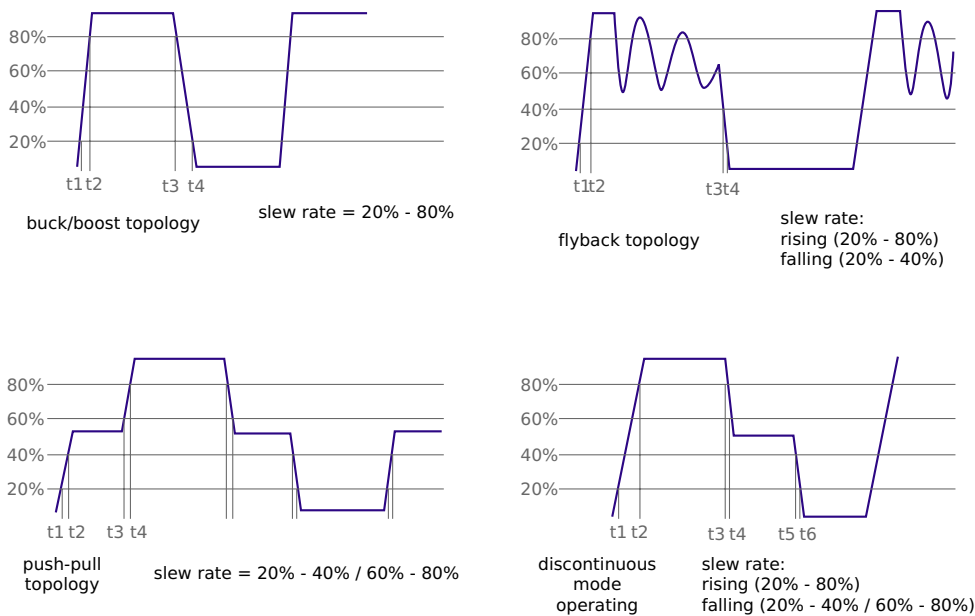 80%
60%
40%
20%
t1 t2
t3 t4
buck/boost topology
slew rate = 20% - 80%
80%
60%
40%
20%
t1t2
t3t4
flyback topology
slew rate:
rising (20% - 80%)
falling (20% - 40%)
80%
60%
40%
20%
t1 t2
t3 t4
push-pull
topology
slew rate = 20% - 40% / 60% - 80%
80%
60%
40%
20%
t1 t2
t3 t4
t5 t6
discontinuous
mode
operating
slew rate:
rising (20% - 80%)
falling (20% - 40% / 60% - 80%)